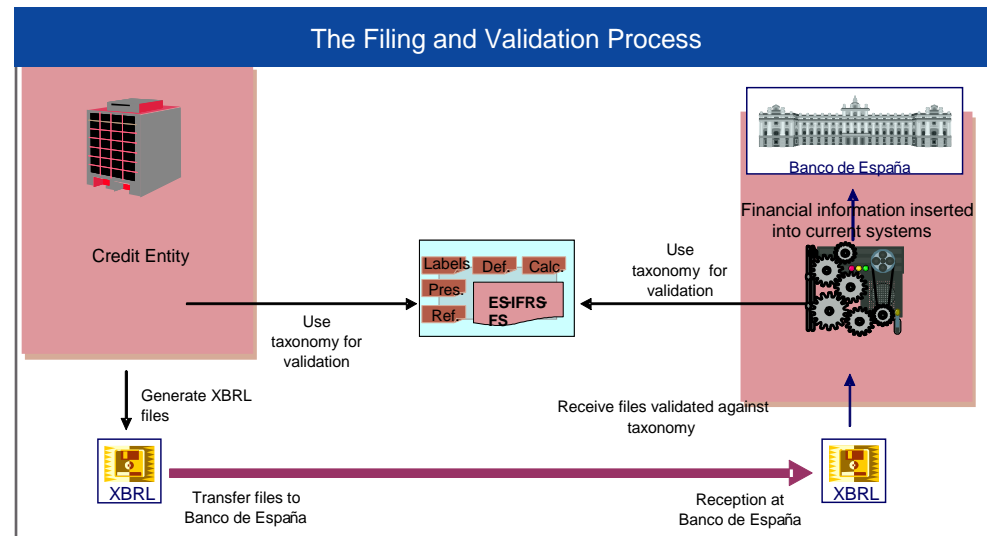 The Filing and Validation Process
Banco de España
Financial information inserted
into current systems
Credit Entity
Labels
Def.
Calc.
Pres.
Ref.
ES-IFRS-
FS
Use
taxonomy for
validation
Use
taxonomy for
validation
Generate XBRL
files
Receive files validated against
taxonomy
XBRL
XBRL
Transfer files to
Banco de España
Reception at
Banco de España